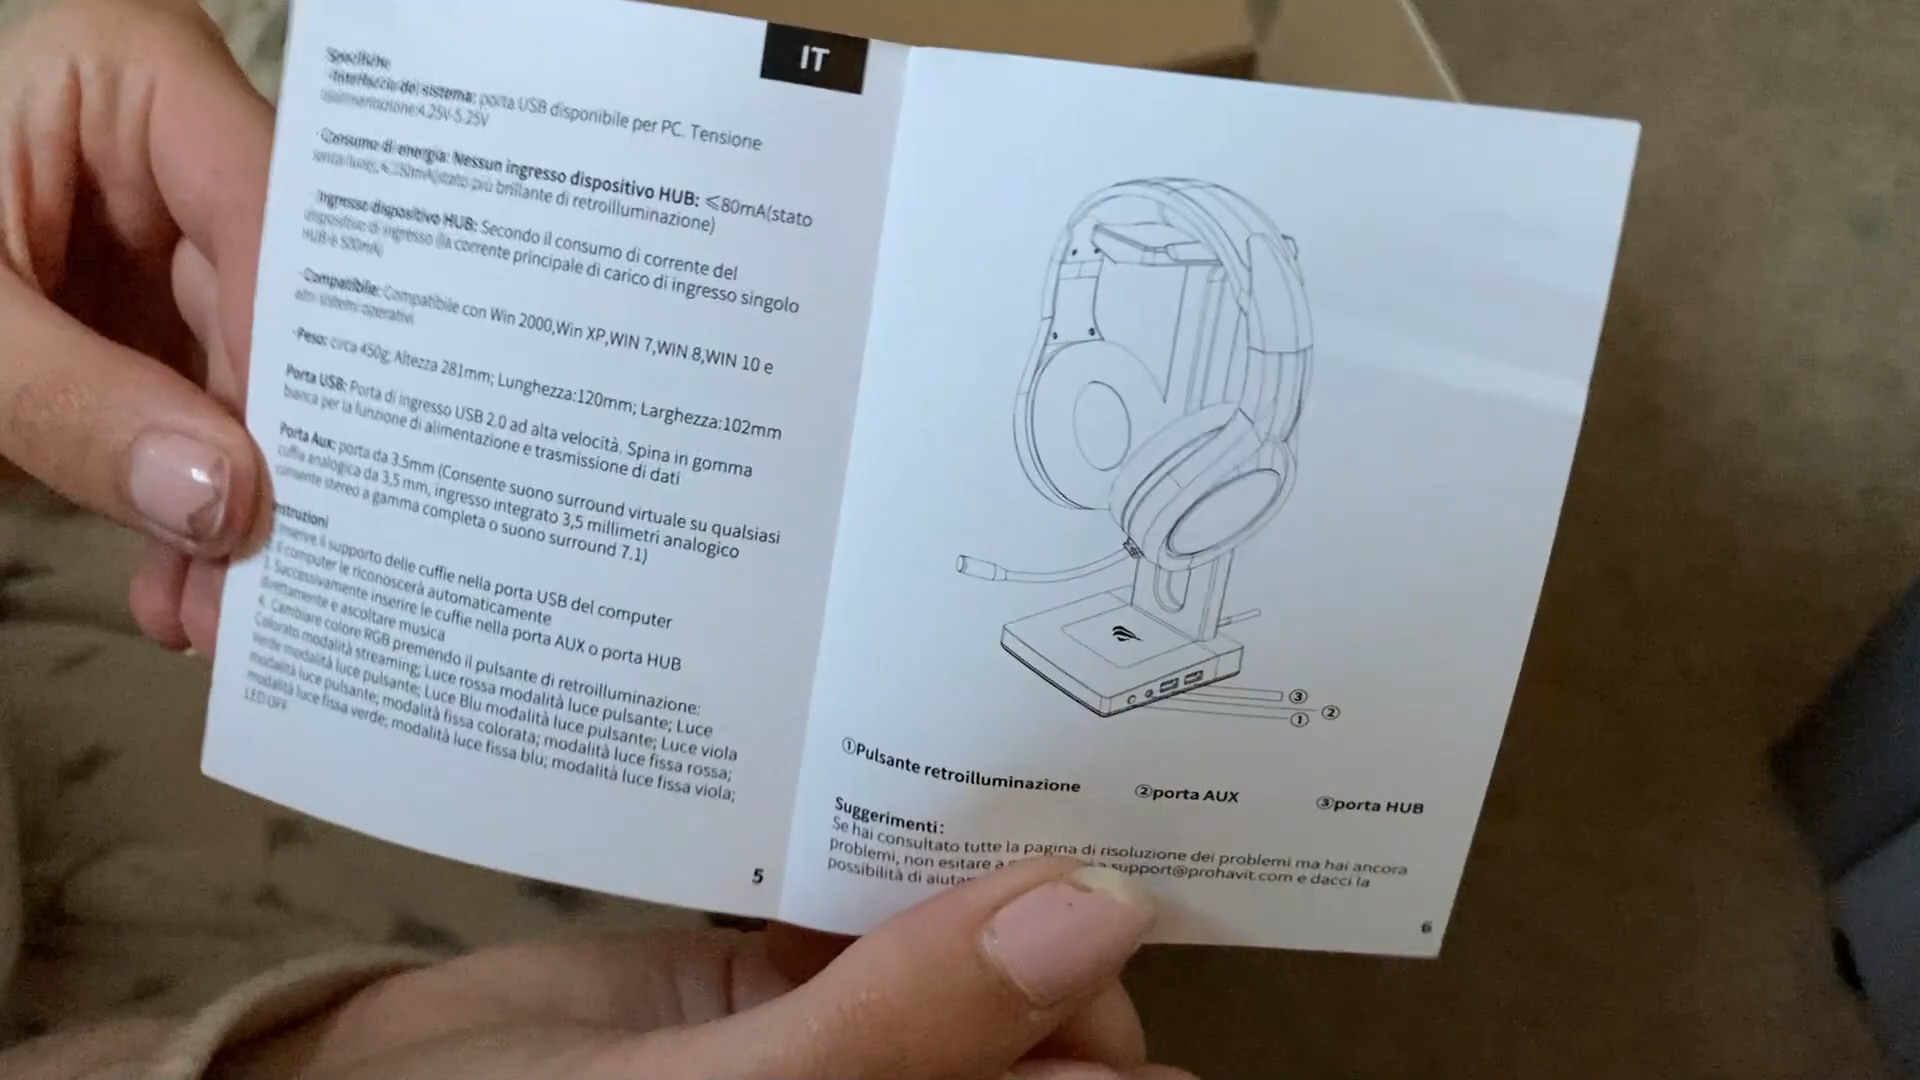 IT
Specifiche
·Interfaccia del sistema: porta USB disponibile per PC. Tensione
alimentazione:4.25V-5.25V
·Consumo di energia: Nessun ingresso dispositivo HUB: ⩽80mA(stato
brillante di retroilluminazione)
·Ingresso dispositivo HUB: Secondo il consumo di corrente del
dispositivo di ingresso (la corrente principale di carico di ingresso singolo
HUB è 500mA)
·Compatibile: Compatibile con Win 2000,Win XP,WIN 7,WIN 8,WIN 10 e
altri sistemi operativi
·Peso: circa 450g; Altezza 281mm; Lunghezza:120mm; Larghezza:102mm
Porta USB: Porta di ingresso USB 2.0 ad alta velocità. Spina in gomma
bianca per la funzione di alimentazione e trasmissione di dati
Porta Aux: porta da 3.5mm (Consente suono surround virtuale su qualsiasi
cuffia analogica da 3,5 mm, ingresso integrato 3,5 millimetri analogico
consente stereo a gamma completa o suono surround 7.1)
Instruzioni
Inserire il supporto delle cuffie nella porta USB del computer
computer le riconoscerà automaticamente
3. Successivamente inserire le cuffie nella porta AUX o porta HUB
direttamente e ascoltare musica
4. Cambiare colore RGB premendo il pulsante di retroilluminazione:
Colorato modalità streaming; Luce rossa modalità luce pulsante; Luce
verde modalità luce pulsante; Luce Blu modalità luce pulsante; Luce viola
modalità luce pulsante; modalità fissa colorata; modalità luce fissa rossa;
modalità luce fissa verde; modalità luce fissa blu; modalità luce fissa viola;
LED OFF
5
③
②
①
①Pulsante retroilluminazione ②porta AUX ③porta HUB
Suggerimenti:
Se hai consultato tutte la pagina di risoluzione dei problemi ma hai ancora
problemi, non esitare a support@prohavit.com e dacci la
possibilità di
6